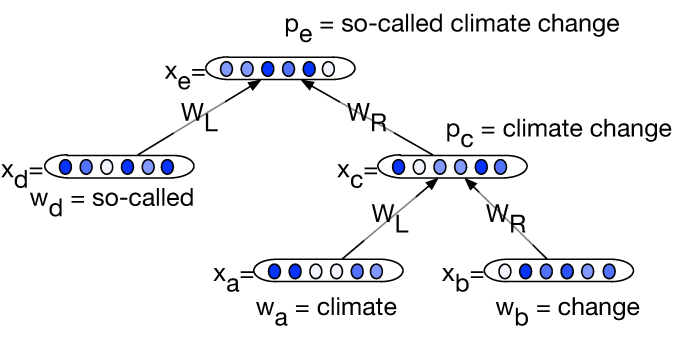 p_e = so-called climate change
x_e=
W_L W_R
p_c = climate change
x_d= x_c=
w_d = so-called
W_L W_R
x_a= x_b=
w_a = climate w_b = change